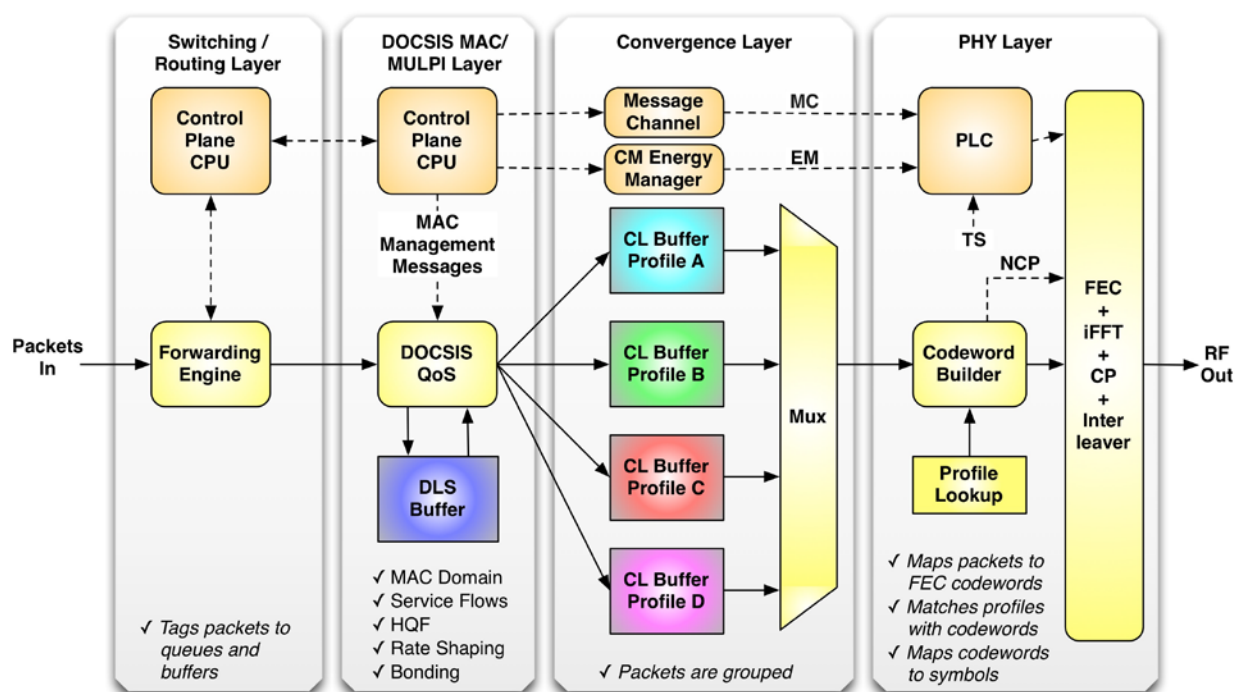 Switching /
Routing Layer
Control
Plane
CPU
Packets
In
Forwarding
Engine
✓ Tags packets to
queues and
buffers
DOCSIS MAC/
MULPI Layer
Control
Plane
CPU
MAC
Management
Messages
DOCSIS
QoS
DLS
Buffer
✓ MAC Domain
✓ Service Flows
✓ HQF
✓ Rate Shaping
✓ Bonding
Convergence Layer
Message
Channel
MC
CM Energy
Manager
EM
CL Buffer
Profile A
CL Buffer
Profile B
CL Buffer
Profile C
CL Buffer
Profile D
Mux
✓ Packets are grouped
PHY Layer
PLC
TS
NCP
Codeword
Builder
Profile
Lookup
FEC
+
iFFT
+
CP
+
Inter
leaver
RF
Out
✓ Maps packets to
FEC codewords
✓ Matches profiles
with codewords
✓ Maps codewords
to symbols